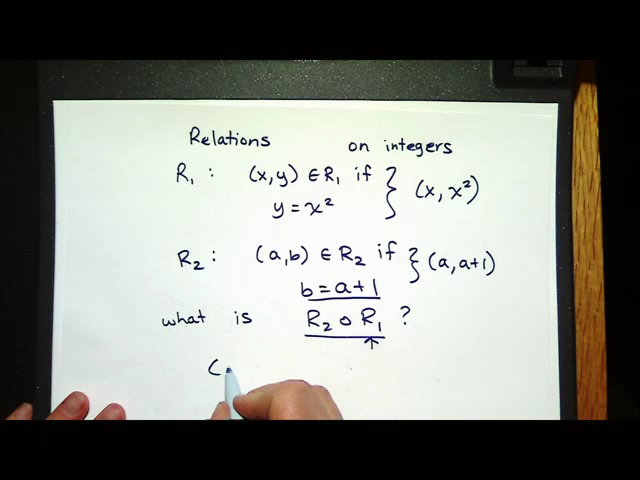 Relations on integers
R₁ : (x,y) ∈ R₁ if } (x, x²)
y = x²
R₂ : (a,b) ∈ R₂ if } (a, a+1)
b = a+1
what is R₂ o R₁ ?
↑
(